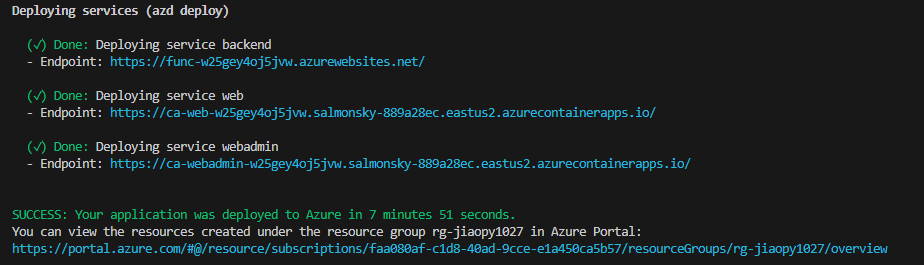 Deploying services (azd deploy)
(✓) Done: Deploying service backend
- Endpoint: https://func-w25gey4oj5jvw.azurewebsites.net/
(✓) Done: Deploying service web
- Endpoint: https://ca-web-w25gey4oj5jvw.salmonsky-889a28ec.eastus2.azurecontainerapps.io/
(✓) Done: Deploying service webadmin
- Endpoint: https://ca-webadmin-w25gey4oj5jvw.salmonsky-889a28ec.eastus2.azurecontainerapps.io/
SUCCESS: Your application was deployed to Azure in 7 minutes 51 seconds.
You can view the resources created under the resource group rg-jiaopy1027 in Azure Portal:
https://portal.azure.com/#@/resource/subscriptions/faa080af-c1d8-40ad-9cce-e1a450ca5b57/resourceGroups/rg-jiaopy1027/overview